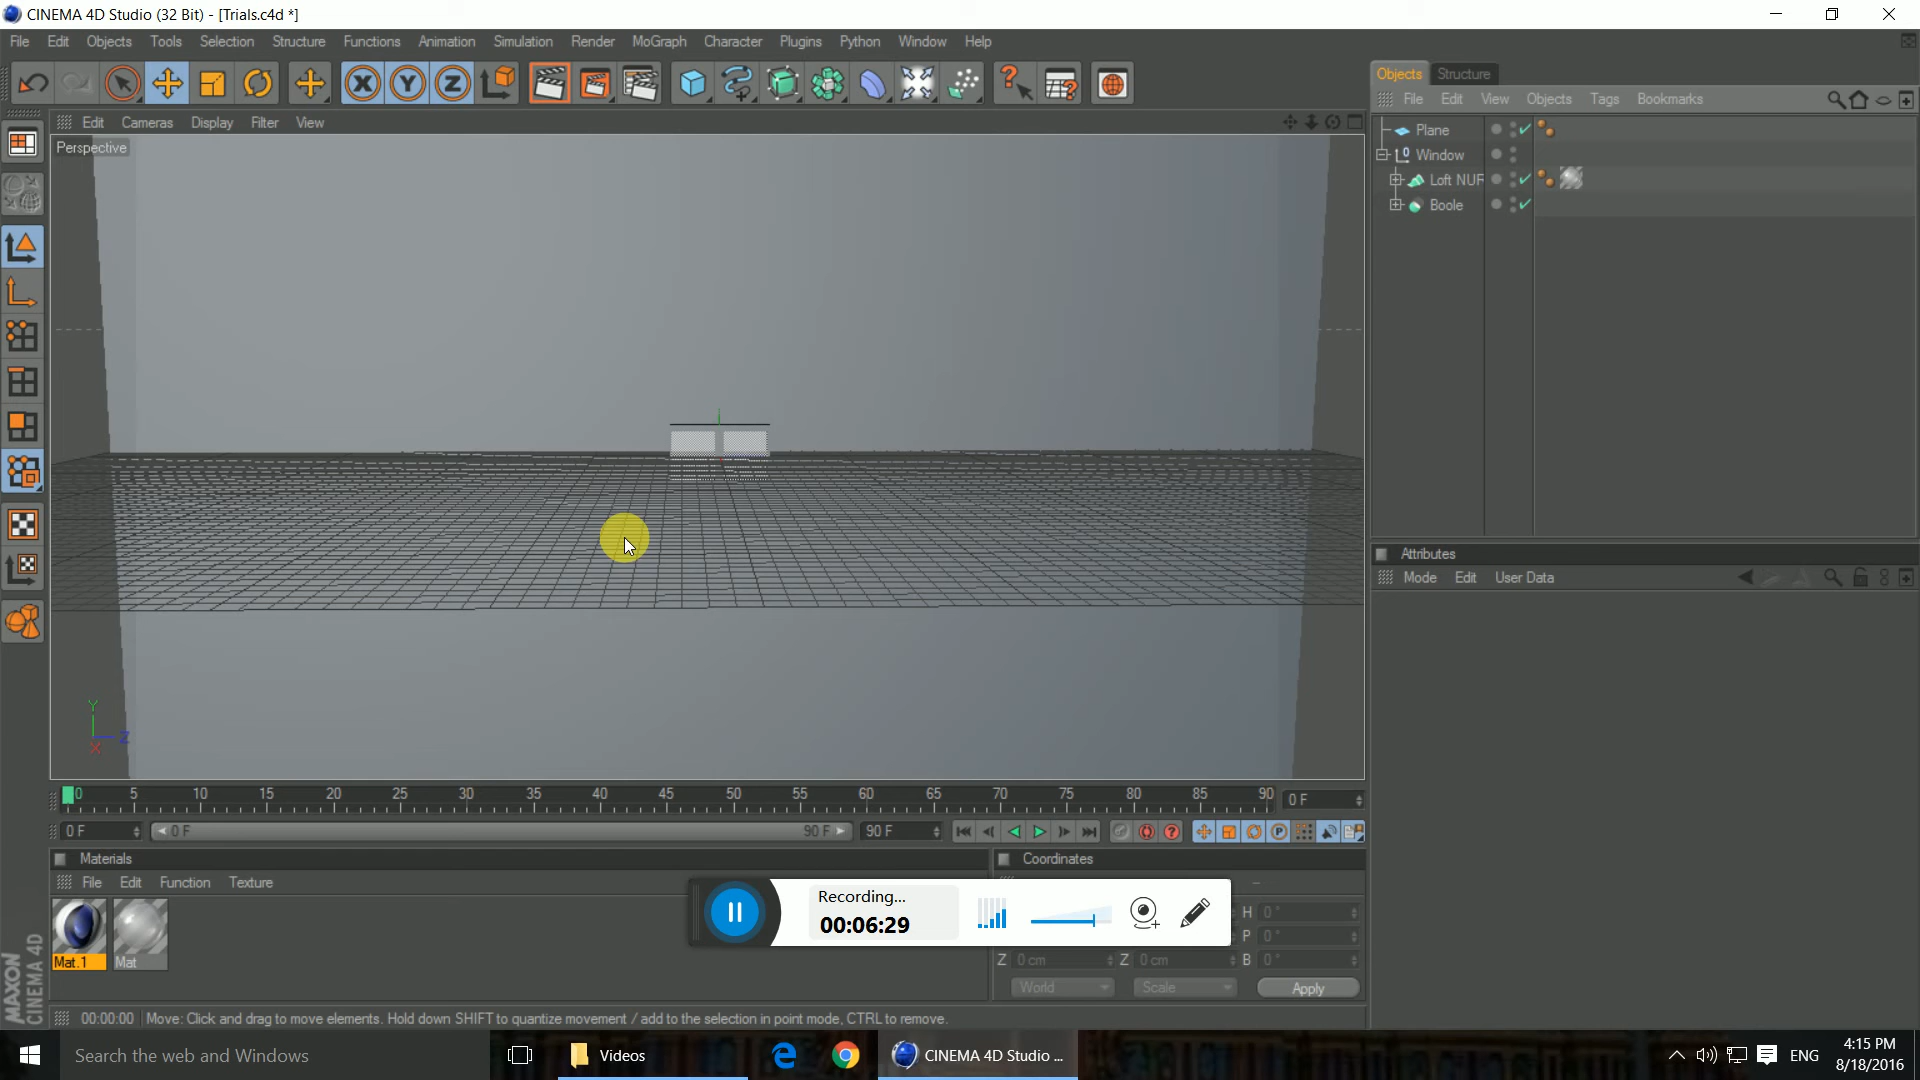 CINEMA 4D Studio (32 Bit) - [Trials.c4d *]
File Edit Objects Tools Selection Structure Functions Animation Simulation Render MoGraph Character Plugins Python Window Help
X Y Z
Objects Structure
File Edit View Objects Tags Bookmarks
Edit Cameras Display Filter View
Perspective
Plane
Window
Loft NUR
Boole
Attributes
Mode Edit User Data
Y
Z
X
0 5 10 15 20 25 30 35 40 45 50 55 60 65 70 75 80 85 90
0 F
0 F
0 F
90 F
90 F
Materials
File Edit Function Texture
Mat.1
Mat
Coordinates
Recording...
00:06:29
H 0°
P 0°
Z 0 cm Z 0 cm B 0°
World Scale Apply
MAXON
CINEMA 4D
00:00:00 Move: Click and drag to move elements. Hold down SHIFT to quantize movement / add to the selection in point mode, CTRL to remove.
Search the web and Windows
Videos
CINEMA 4D Studio ...
ENG
4:15 PM
8/18/2016